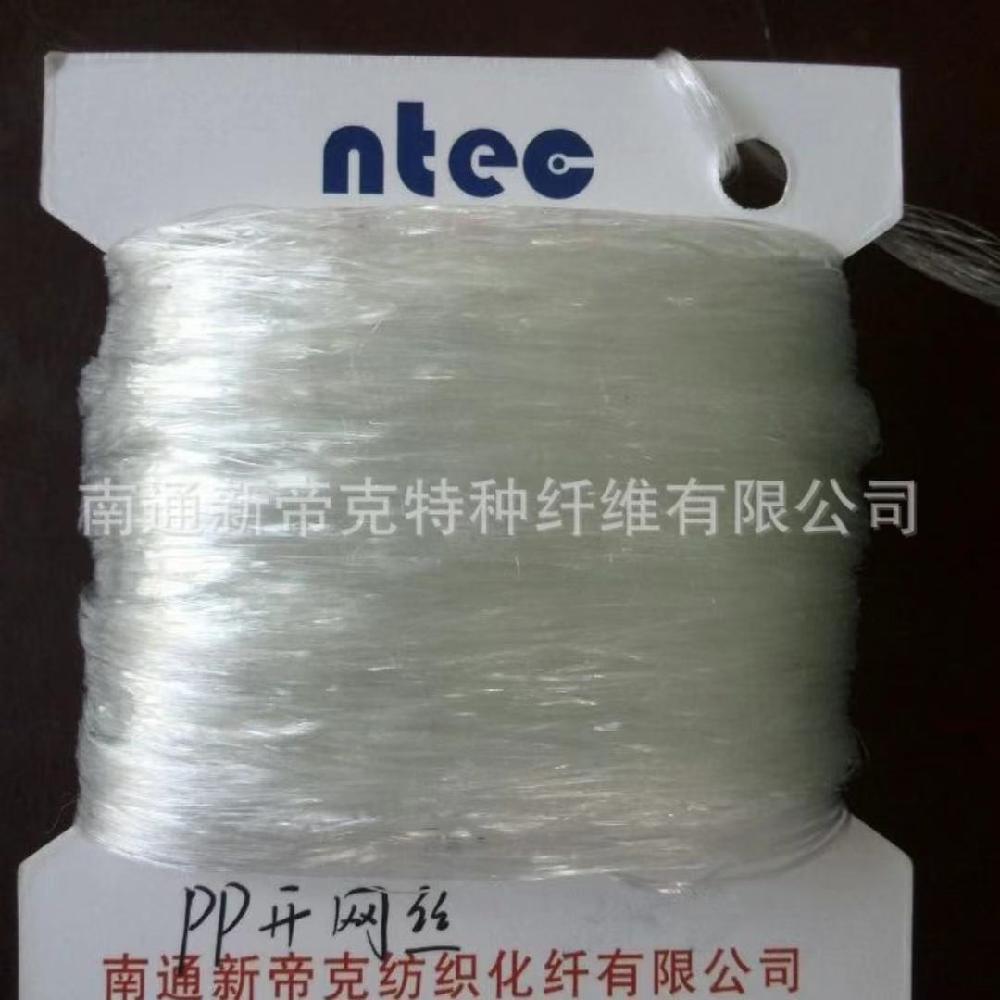 ntec
南通新帝克特种纤维有限公司
PP开网丝
南通新帝克纺织化纤有限公司